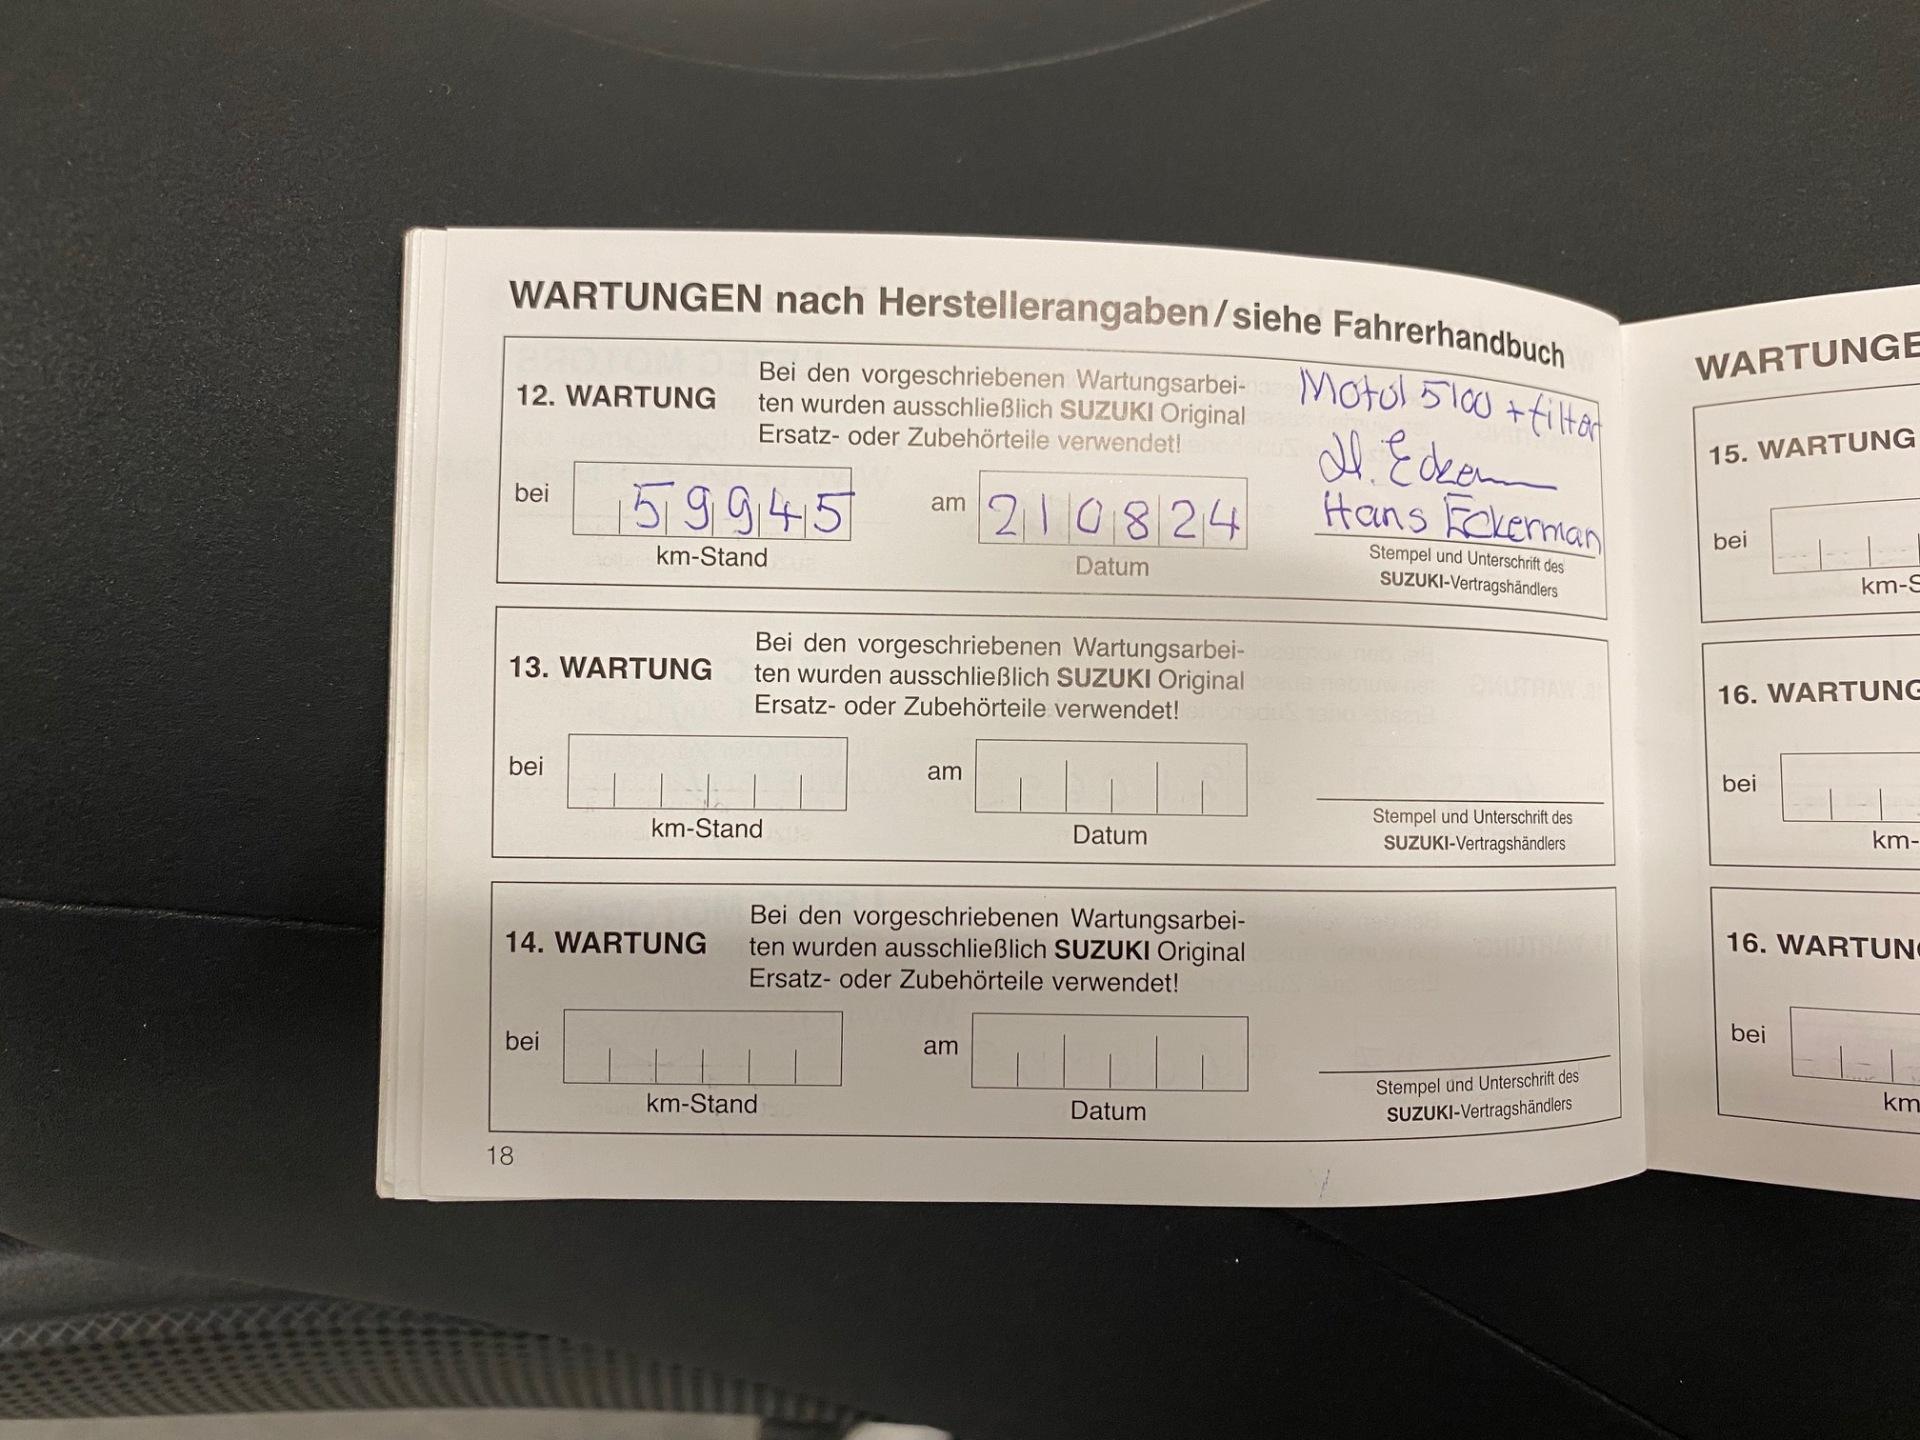 WARTUNGEN nach Herstellerangaben/siehe Fahrerhandbuch
12. WARTUNG
Bei den vorgeschriebenen Wartungsarbei-
ten wurden ausschließlich SUZUKI Original
Ersatz- oder Zubehörteile verwendet!
Motul 5100 + filter
H. Eckerm
Hans Eckerman
bei 59945
am 210824
km-Stand
Datum
Stempel und Unterschrift des
SUZUKI-Vertragshändlers
13. WARTUNG
Bei den vorgeschriebenen Wartungsarbei-
ten wurden ausschließlich SUZUKI Original
Ersatz- oder Zubehörteile verwendet!
bei
am
km-Stand
Datum
Stempel und Unterschrift des
SUZUKI-Vertragshändlers
14. WARTUNG
Bei den vorgeschriebenen Wartungsarbei-
ten wurden ausschließlich SUZUKI Original
Ersatz- oder Zubehörteile verwendet!
bei
am
km-Stand
Datum
Stempel und Unterschrift des
SUZUKI-Vertragshändlers
18
WARTUNGE
15. WARTUNG
bei
km-S
16. WARTUNG
bei
km-
16. WARTUNG
bei
km